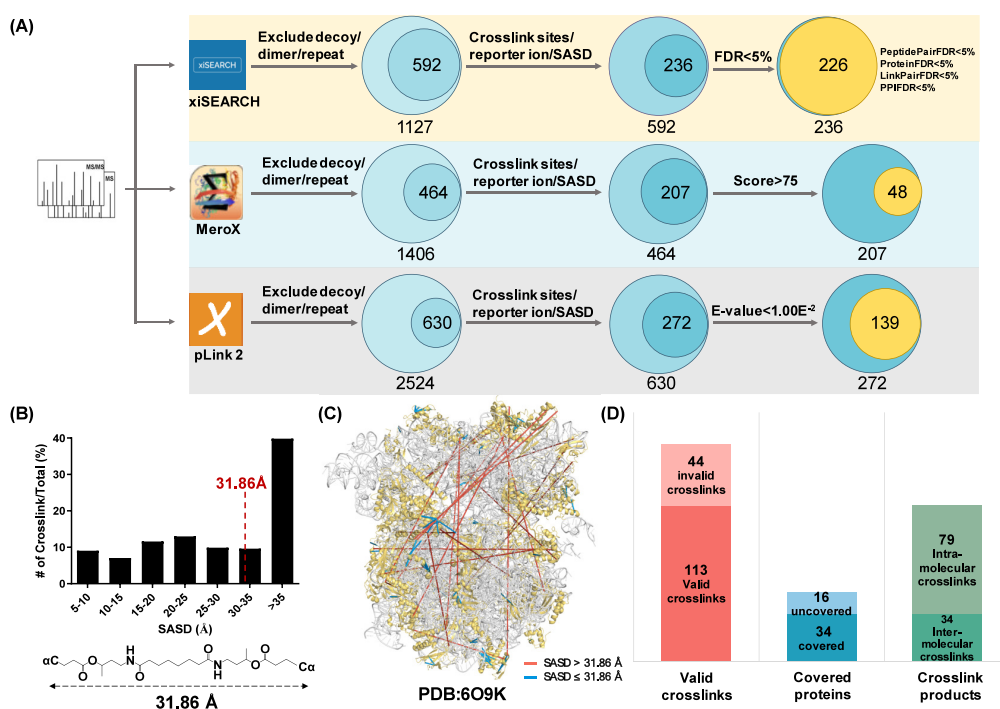 (A)
MS/MS
MS
xiSEARCH
xiSEARCH
Exclude decoy/
dimer/repeat
592
1127
Crosslink sites/
reporter ion/SASD
236
592
FDR<5%
226
236
PeptidePairFDR<5%
ProteinFDR<5%
LinkPairFDR<5%
PPIFDR<5%
MeroX
Exclude decoy/
dimer/repeat
464
1406
Crosslink sites/
reporter ion/SASD
207
464
Score>75
48
207
X
pLink 2
Exclude decoy/
dimer/repeat
630
2524
Crosslink sites/
reporter ion/SASD
272
630
E-value<1.00E⁻²
139
272
(B)
# of Crosslink/Total (%)
40
30
20
10
0
31.86Å
5-10
10-15
15-20
20-25
25-30
30-35
>35
SASD (Å)
αC
O
O
H
N
O
O
N
H
O
O
Cα
31.86 Å
(C)
SASD > 31.86 Å
SASD ≤ 31.86 Å
PDB:6O9K
(D)
44
invalid
crosslinks
113
Valid
crosslinks
Valid
crosslinks
16
uncovered
34
covered
Covered
proteins
79
Intra-
molecular
crosslinks
34
Inter-
molecular
crosslinks
Crosslink
products